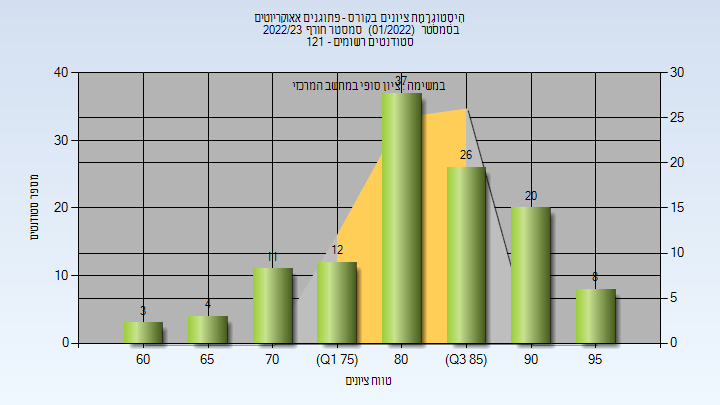 היסטוגרמת ציונים בקורס - פתוגנים אאוקריוטים
בסמסטר (01/2022) סמסטר חורף 2022/23
סטודנטים רשומים - 121
במשימה: ציון סופי במחשב המרכזי
40 30 20 10 0
30 25 20 15 10 5 0
3 4 11 12 37 26 20 8
60 65 70 (Q1 75) 80 (Q3 85) 90 95
מספר סטודנטים
טווח ציונים